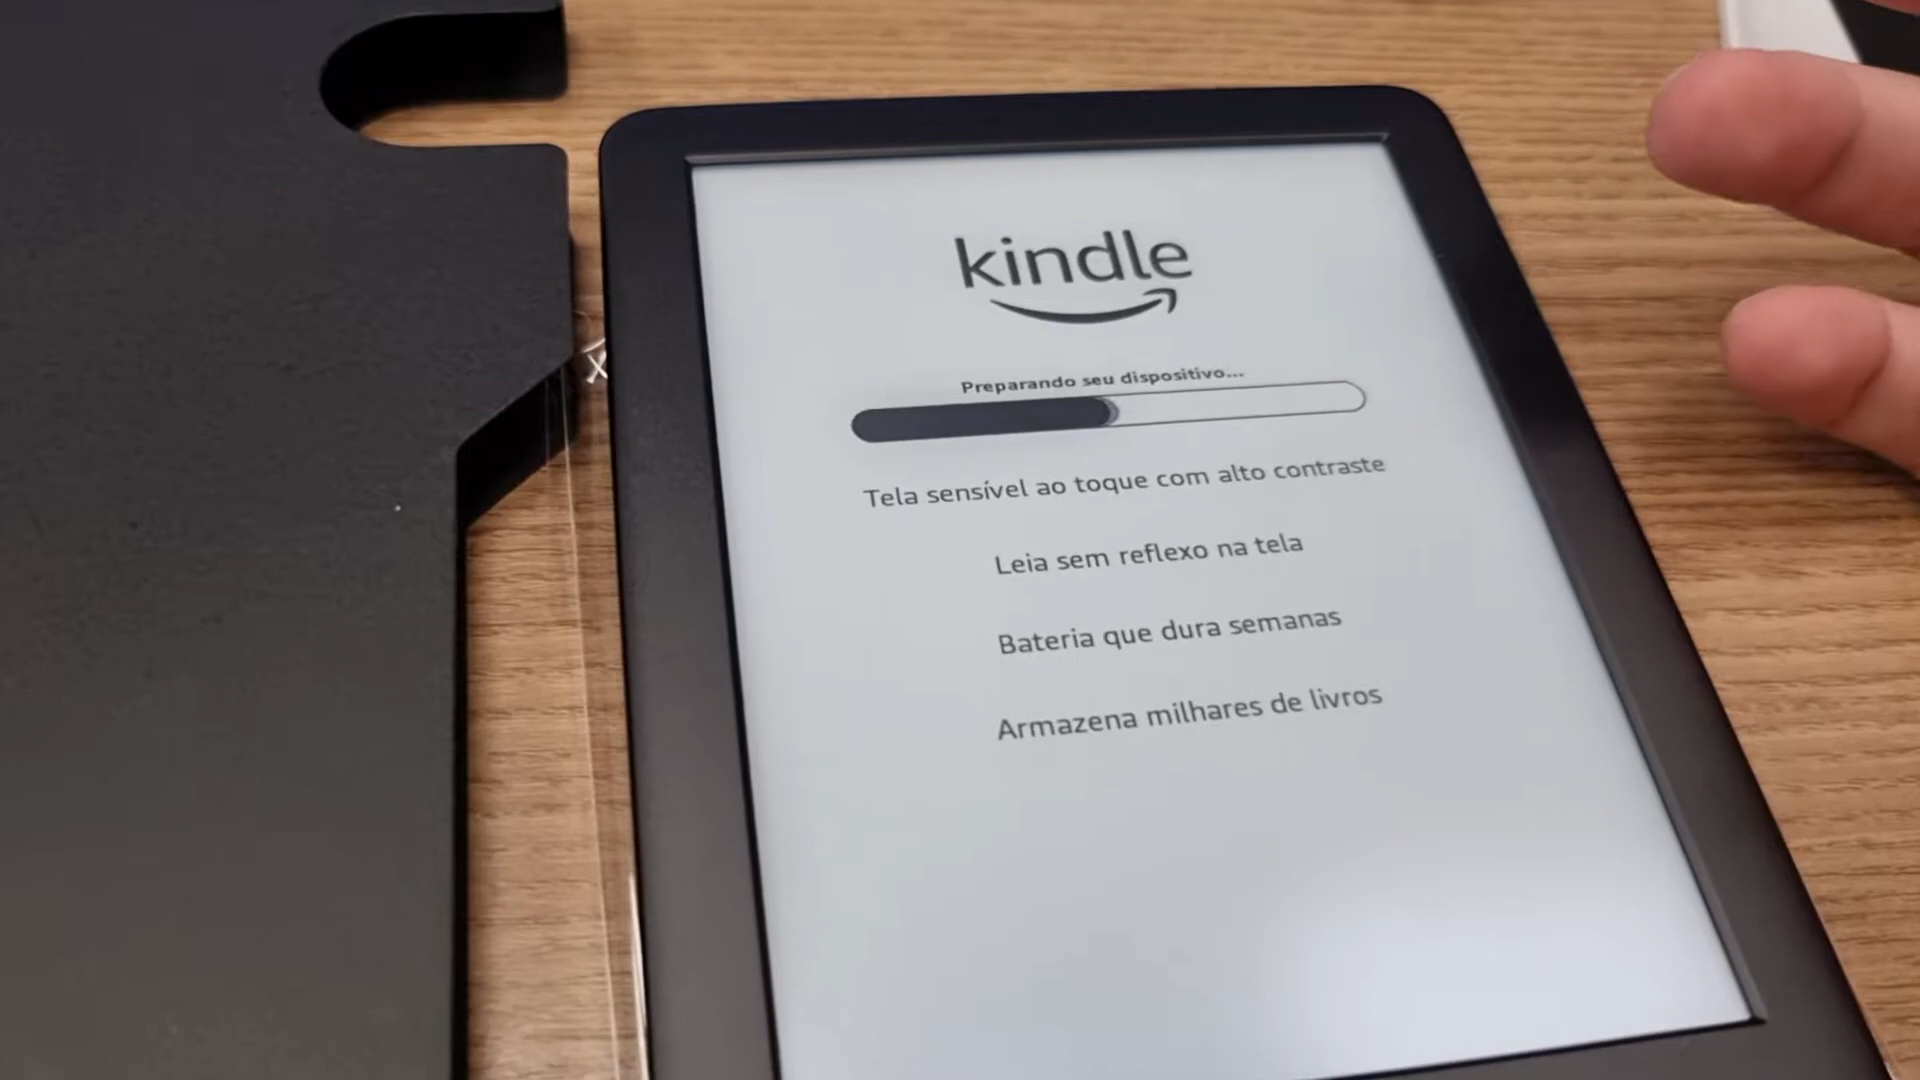 kindle
Preparando seu dispositivo...
Tela sensível ao toque com alto contraste
Leia sem reflexo na tela
Bateria que dura semanas
Armazena milhares de livros